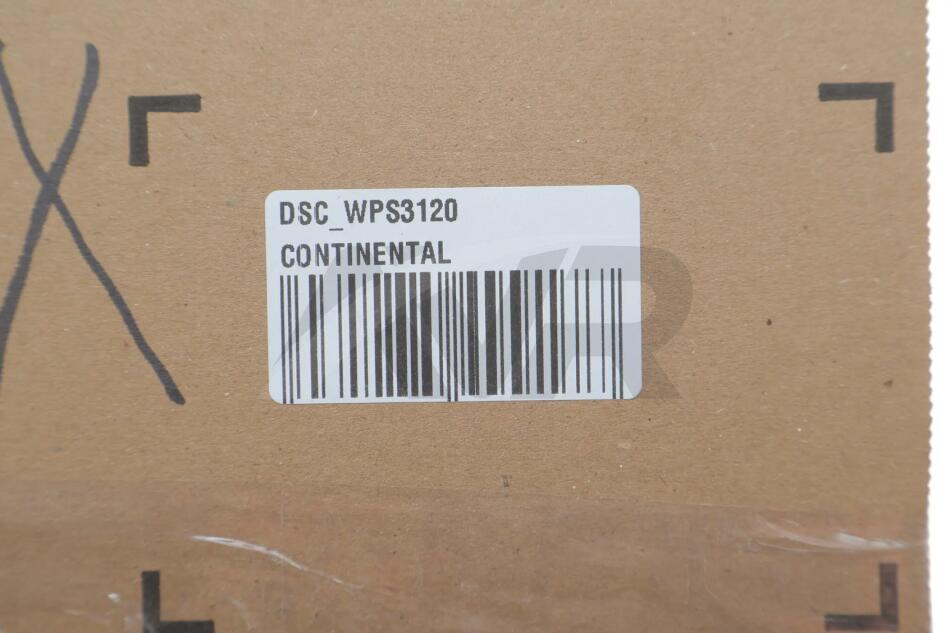 X
DSC_WPS3120
CONTINENTAL